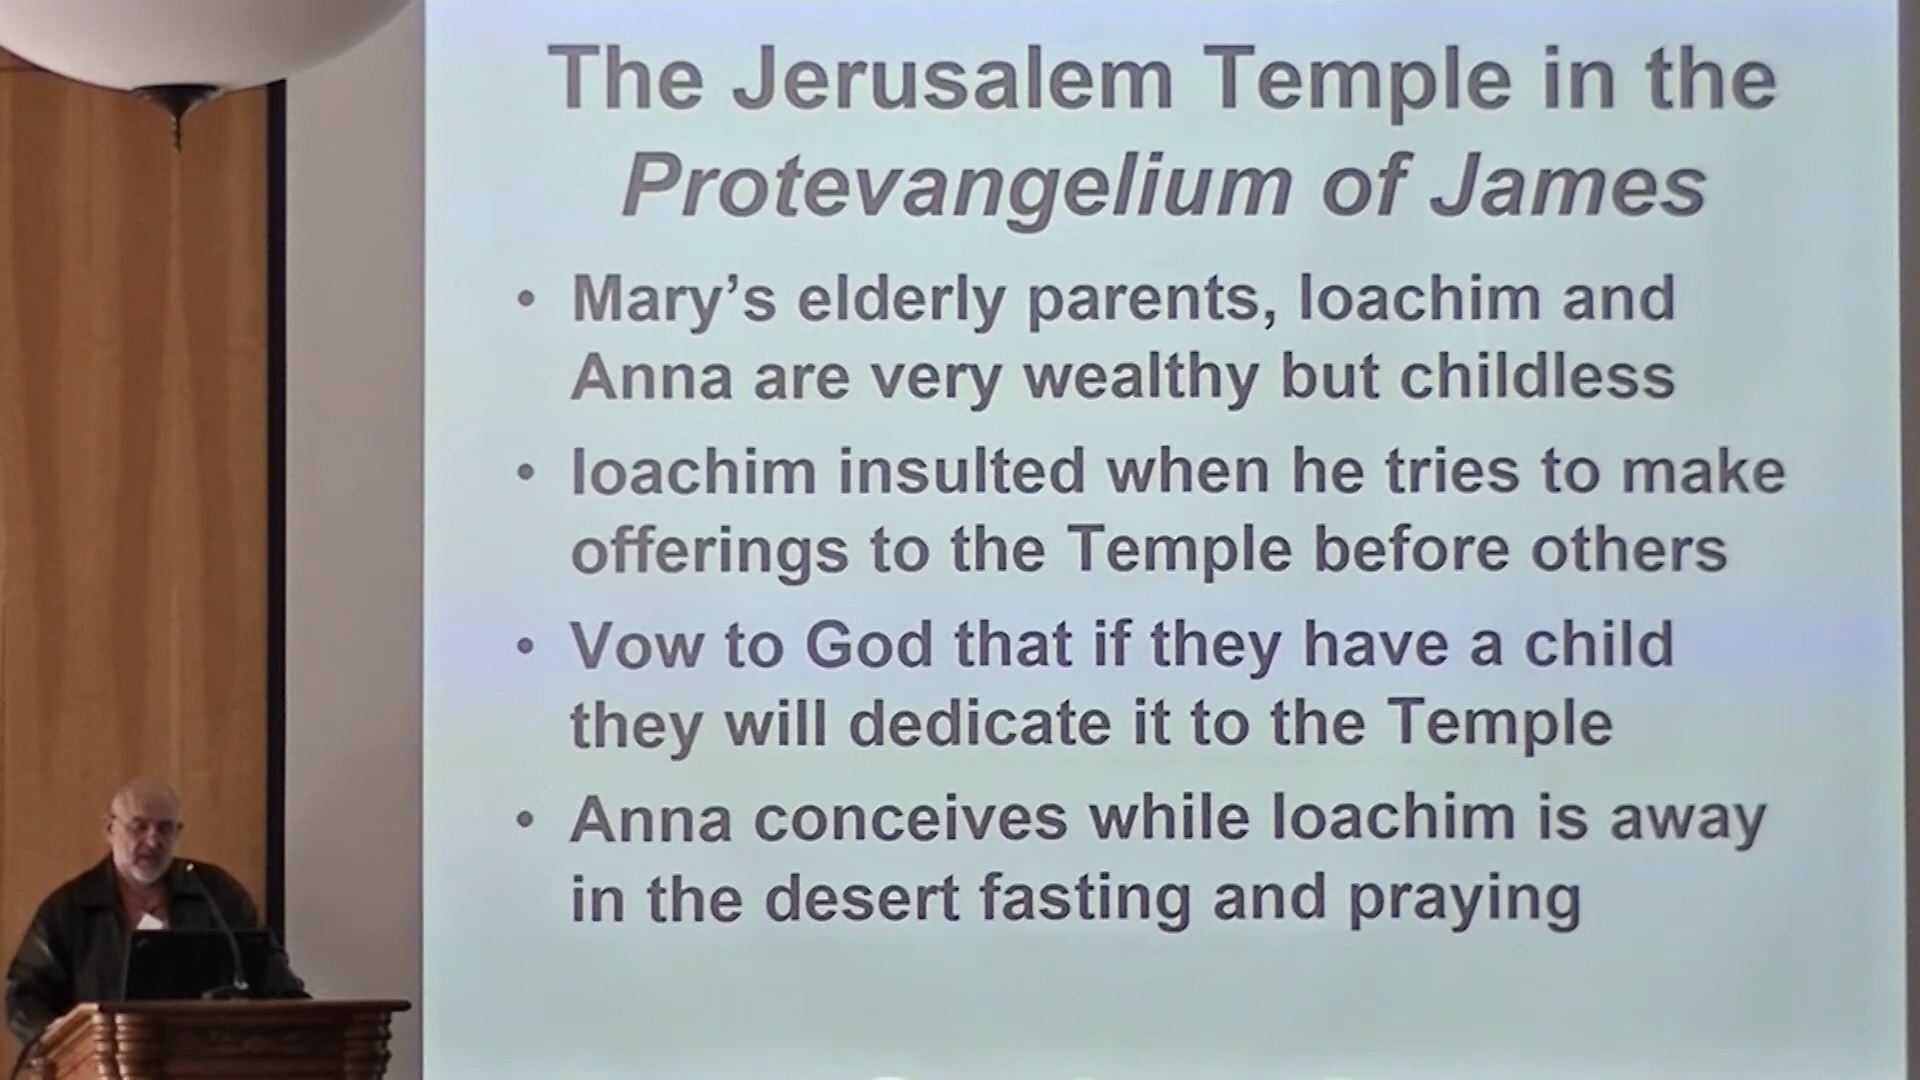 The Jerusalem Temple in the
Protevangelium of James
• Mary's elderly parents, Ioachim and
Anna are very wealthy but childless
• Ioachim insulted when he tries to make
offerings to the Temple before others
• Vow to God that if they have a child
they will dedicate it to the Temple
• Anna conceives while Ioachim is away
in the desert fasting and praying